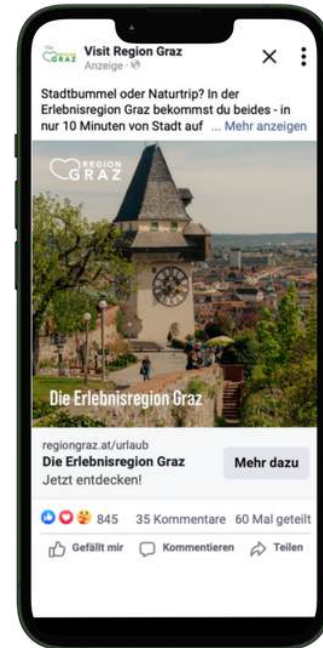 REGION
GRAZ
Visit Region Graz
Anzeige ·
Stadtbummel oder Naturtrip? In der
Erlebnisregion Graz bekommst du beides - in
nur 10 Minuten von Stadt auf ... Mehr anzeigen
REGION
GRAZ
Die Erlebnisregion Graz
regiongraz.at/urlaub
Die Erlebnisregion Graz
Mehr dazu
Jetzt entdecken!
845 35 Kommentare 60 Mal geteilt
Gefällt mir Kommentieren Teilen